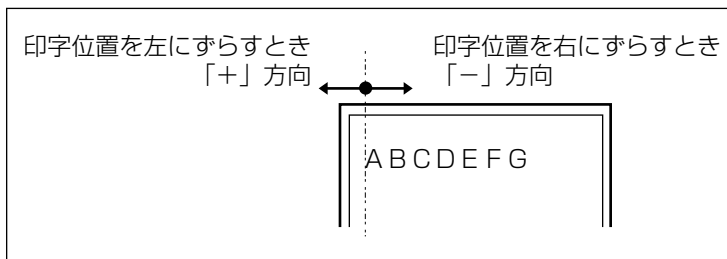 印字位置を左にずらすとき
「＋」方向
印字位置を右にずらすとき
「－」方向
ＡＢＣＤＥＦＧ